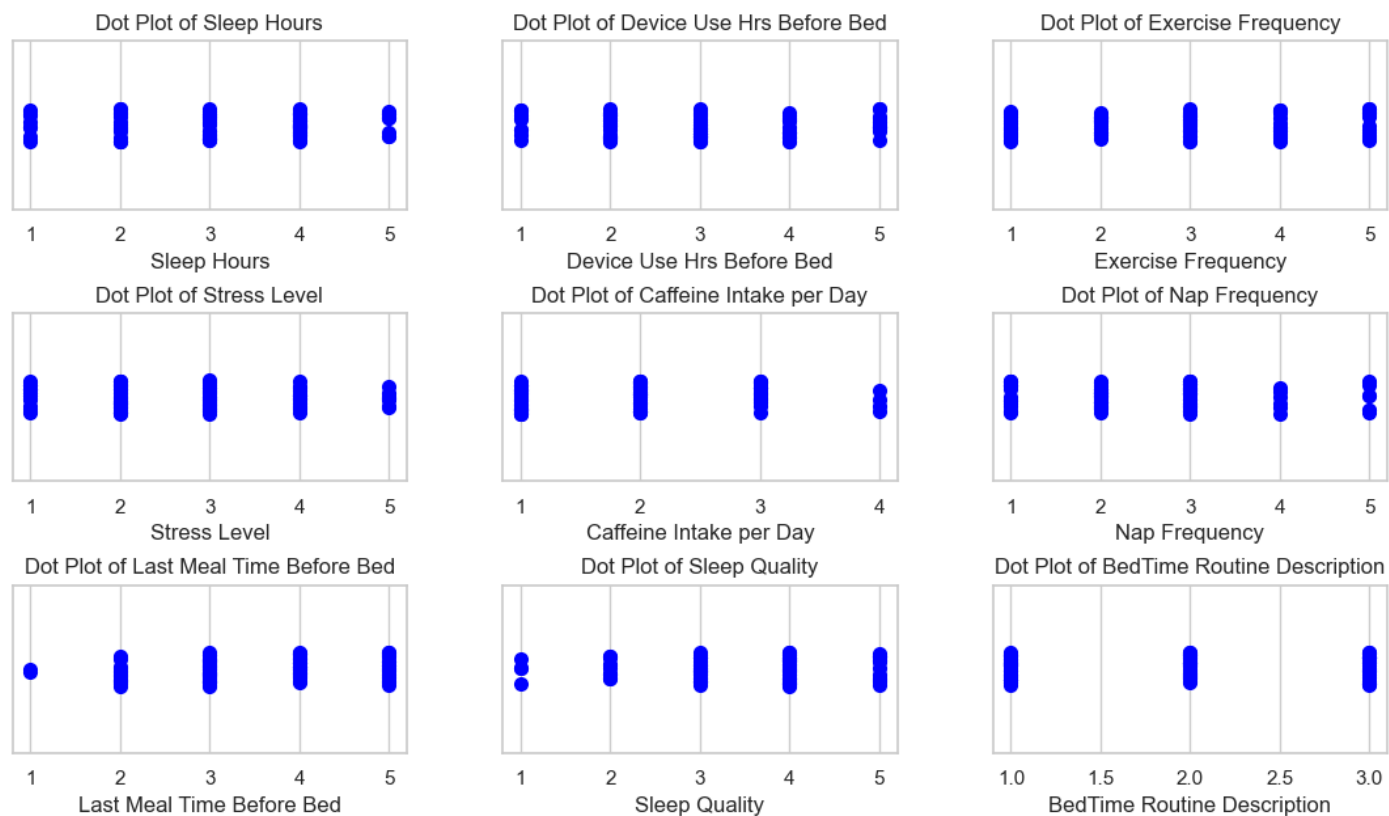 Dot Plot of Sleep Hours
1 2 3 4 5
Sleep Hours
Dot Plot of Device Use Hrs Before Bed
1 2 3 4 5
Device Use Hrs Before Bed
Dot Plot of Exercise Frequency
1 2 3 4 5
Exercise Frequency
Dot Plot of Stress Level
1 2 3 4 5
Stress Level
Dot Plot of Caffeine Intake per Day
1 2 3 4
Caffeine Intake per Day
Dot Plot of Nap Frequency
1 2 3 4 5
Nap Frequency
Dot Plot of Last Meal Time Before Bed
1 2 3 4 5
Last Meal Time Before Bed
Dot Plot of Sleep Quality
1 2 3 4 5
Sleep Quality
Dot Plot of BedTime Routine Description
1.0 1.5 2.0 2.5 3.0
BedTime Routine Description